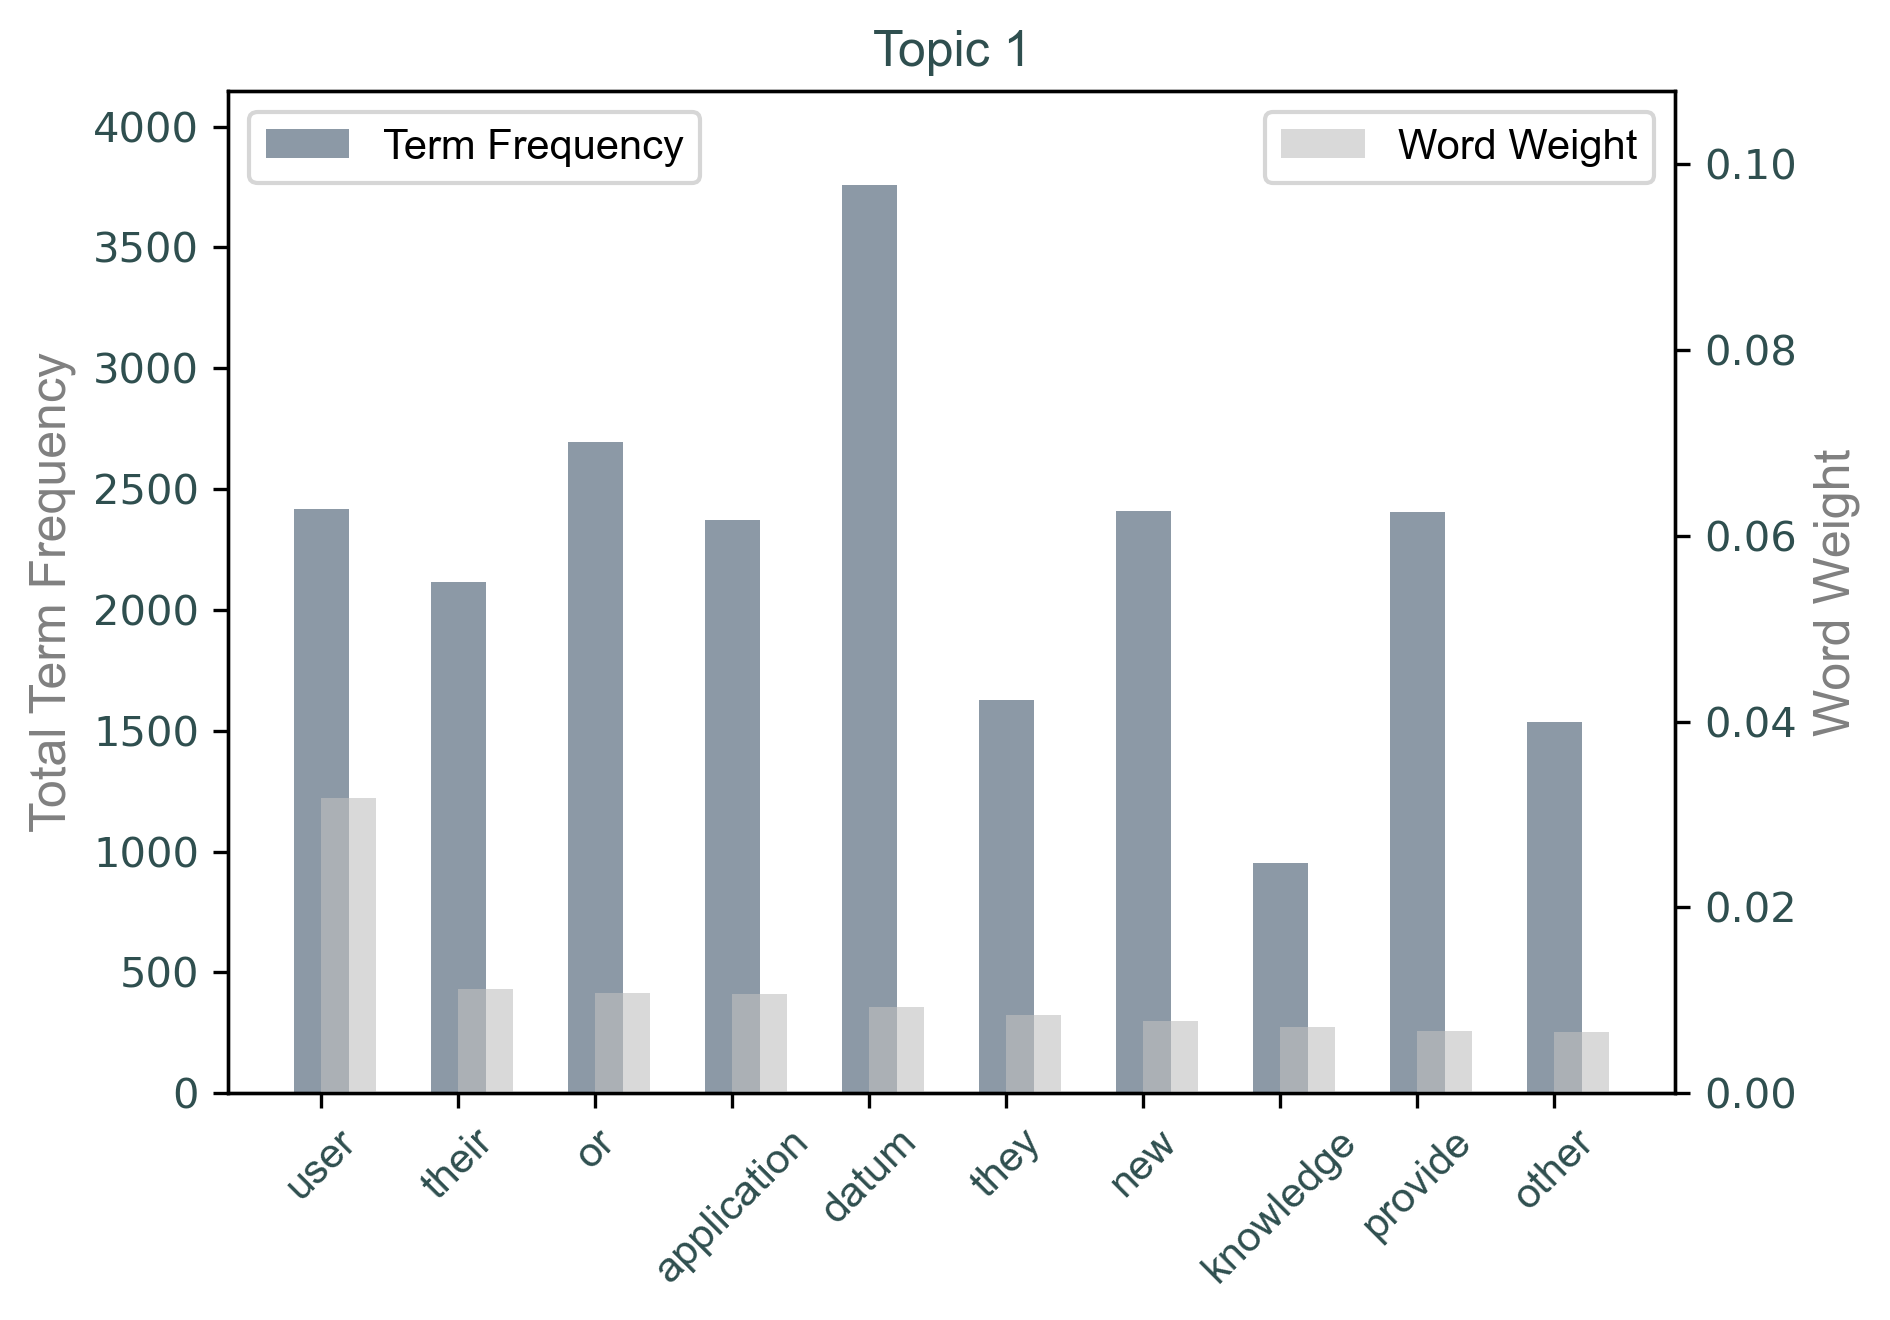 Topic 1
Term Frequency
Word Weight
4000
3500
3000
2500
2000
1500
1000
500
0
Total Term Frequency
0.10
0.08
0.06
0.04
0.02
0.00
Word Weight
user
their
or
application
datum
they
new
knowledge
provide
other